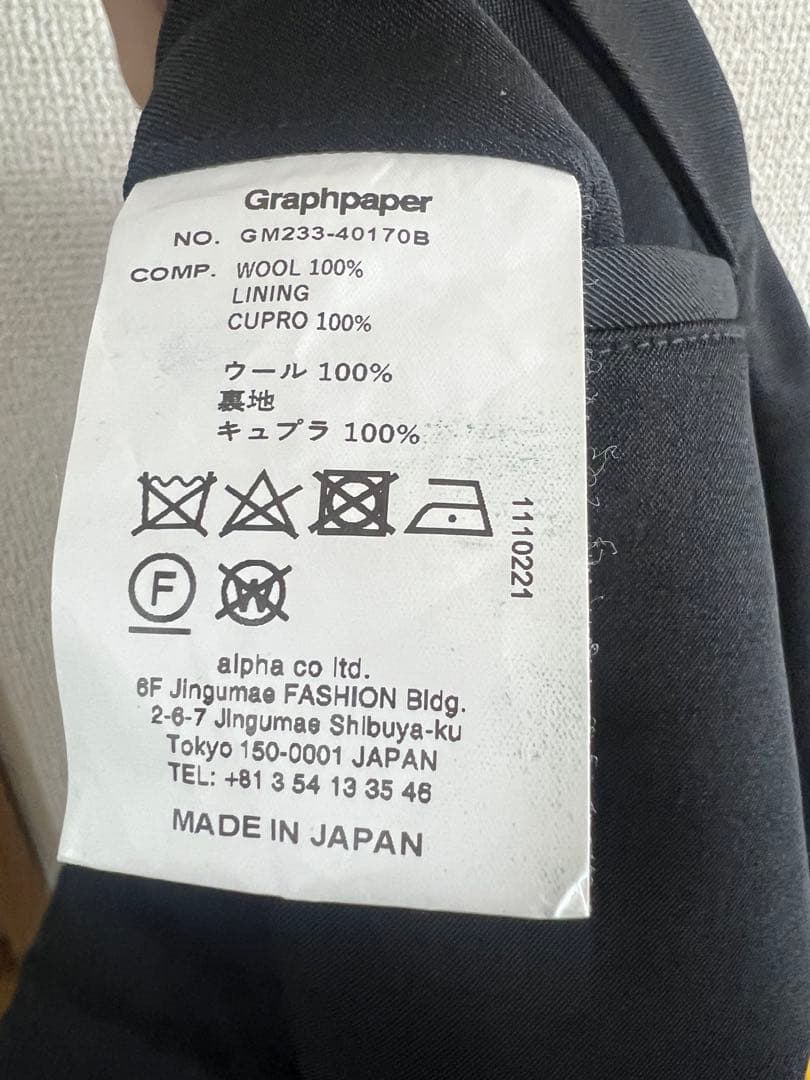 Graphpaper
NO. GM233-40170B
COMP. WOOL 100%
LINING
CUPRO 100%
ウール 100%
裏地
キュプラ 100%
1110221
F W
alpha co ltd.
6F Jingumae FASHION Bldg.
2-6-7 Jingumae Shibuya-ku
Tokyo 150-0001 JAPAN
TEL: +81 3 54 13 35 46
MADE IN JAPAN